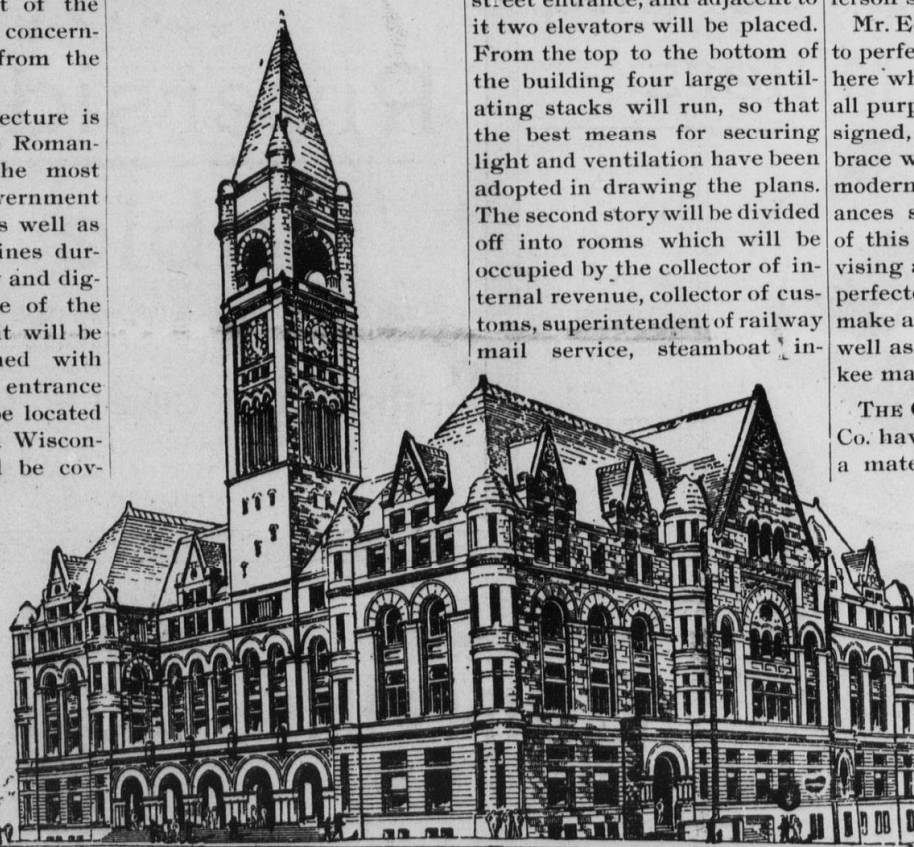 t of the
concern-
from the
ecture is
Roman-
he most
vernment
s well as
ines dur-
and dig-
e of the
it will be
ned with
entrance
be located
Wiscon-
be cov-
street entrance, and adjacent to
it two elevators will be placed.
From the top to the bottom of
the building four large ventil-
ating stacks will run, so that
the best means for securing
light and ventilation have been
adopted in drawing the plans.
The second story will be divided
off into rooms which will be
occupied by the collector of in-
ternal revenue, collector of cus-
toms, superintendent of railway
mail service, steamboat in-
ferson s
Mr. E
to perfe
here wh
all purp
signed,
brace w
modern
ances s
of this
vising a
perfecte
make a
well as
kee ma
THE
Co. hav
a mate